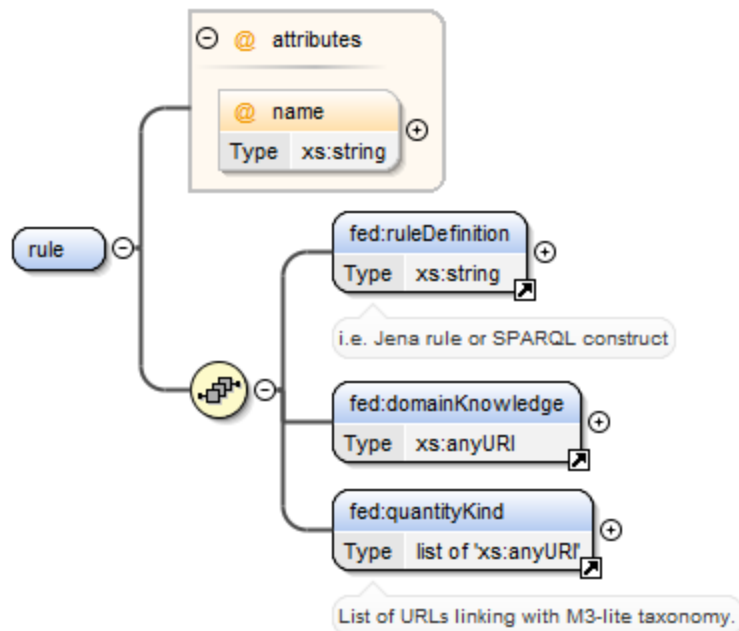 @ attributes
@ name
Type xs:string
rule
fed:ruleDefinition
Type xs:string
i.e. Jena rule or SPARQL construct
fed:domainKnowledge
Type xs:anyURI
fed:quantityKind
Type list of 'xs:anyURI'
List of URLs linking with M3-lite taxonomy.